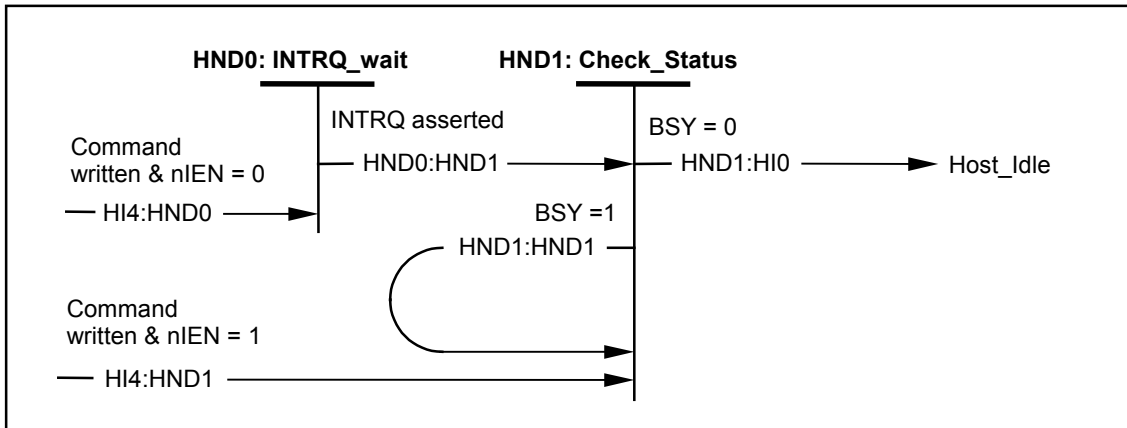 HND0: INTRQ_wait
HND1: Check_Status
INTRQ asserted
BSY = 0
Command
written & nIEN = 0
HND0:HND1
HND1:HI0
Host_Idle
HI4:HND0
BSY =1
HND1:HND1
Command
written & nIEN = 1
HI4:HND1